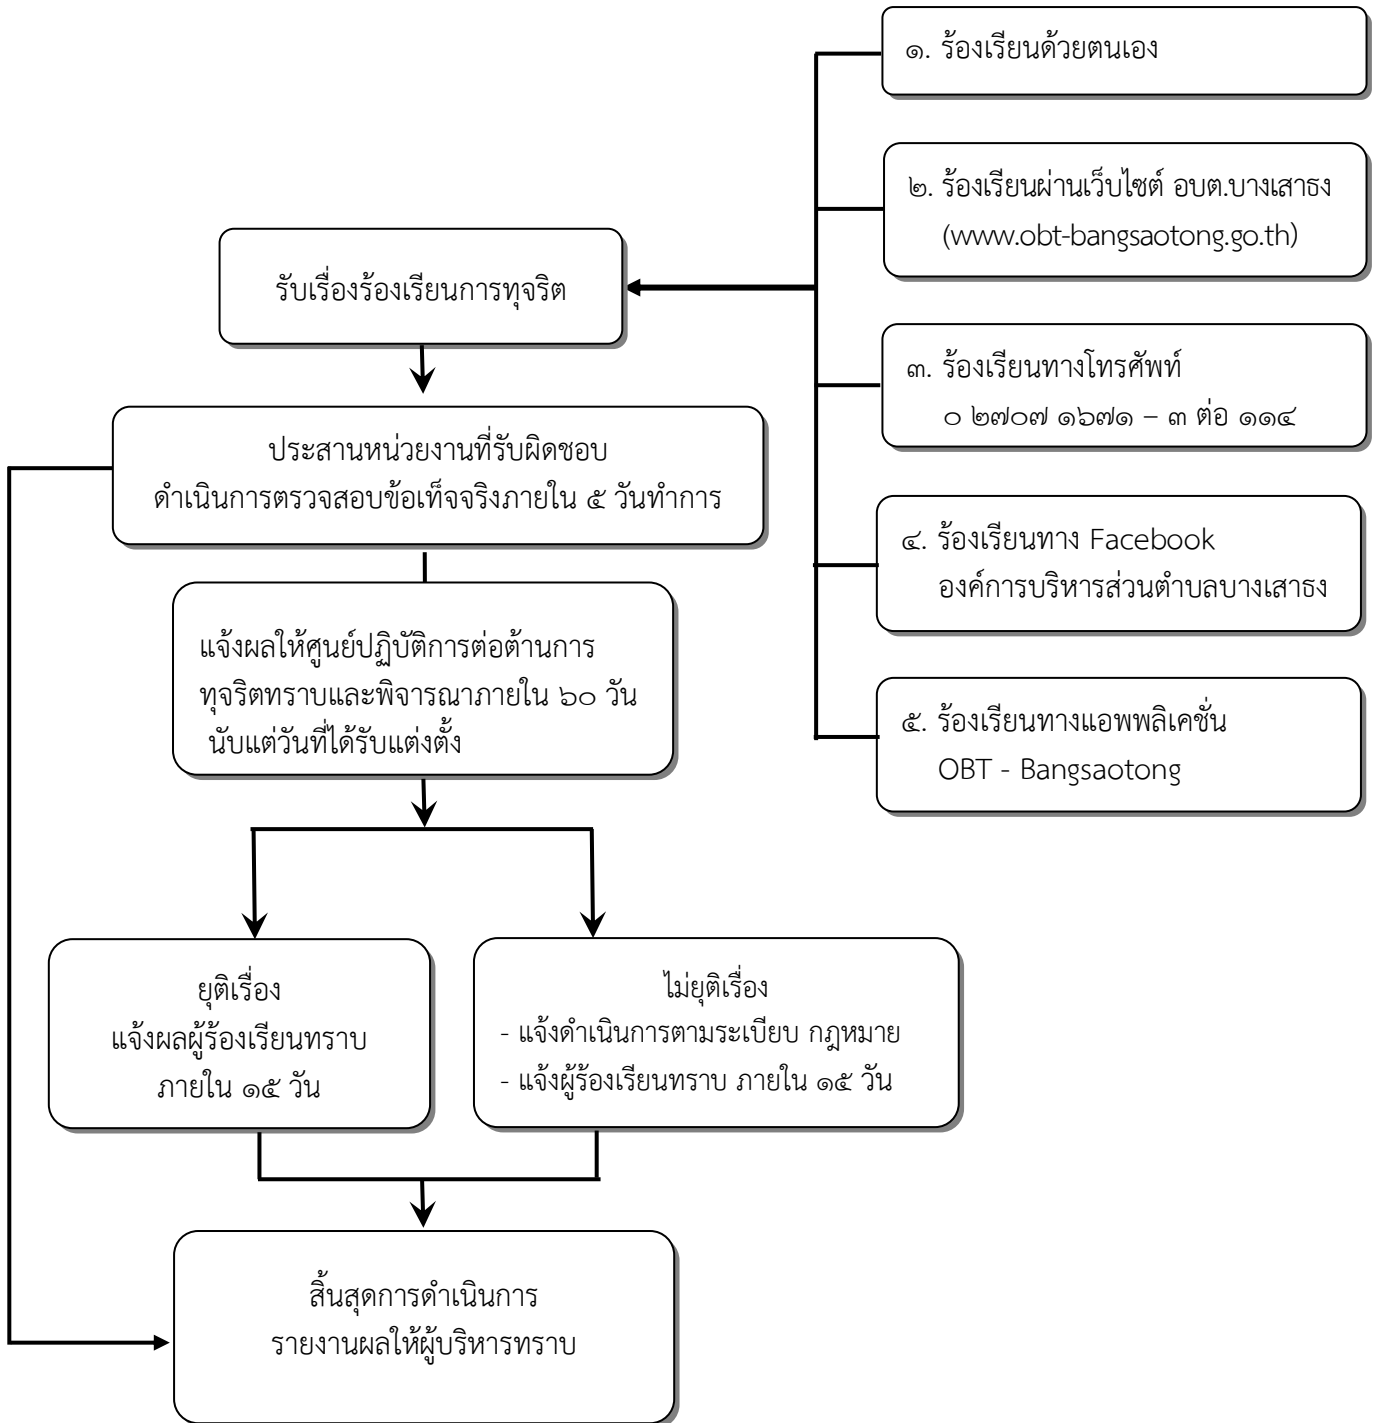 ๑. ร้องเรียนด้วยตนเอง
๒. ร้องเรียนผ่านเว็บไซต์ อบต.บางเสาธง
(www.obt-bangsaotong.go.th)
รับเรื่องร้องเรียนการทุจริต
๓. ร้องเรียนทางโทรศัพท์
๐ ๒๗๐๗ ๑๖๗๑ – ๓ ต่อ ๑๑๔
ประสานหน่วยงานที่รับผิดชอบ
ดำเนินการตรวจสอบข้อเท็จจริงภายใน ๕ วันทำการ
๔. ร้องเรียนทาง Facebook
องค์การบริหารส่วนตำบลบางเสาธง
แจ้งผลให้ศูนย์ปฏิบัติการต่อต้านการ
ทุจริตทราบและพิจารณาภายใน ๖๐ วัน
นับแต่วันที่ได้รับแต่งตั้ง
๕. ร้องเรียนทางแอพพลิเคชั่น
OBT - Bangsaotong
ยุติเรื่อง
แจ้งผลผู้ร้องเรียนทราบ
ภายใน ๑๕ วัน
ไม่ยุติเรื่อง
- แจ้งดำเนินการตามระเบียบ กฎหมาย
- แจ้งผู้ร้องเรียนทราบ ภายใน ๑๕ วัน
สิ้นสุดการดำเนินการ
รายงานผลให้ผู้บริหารทราบ